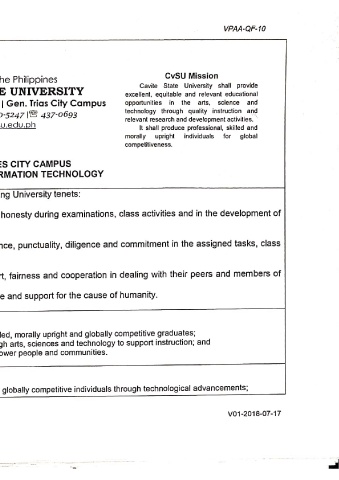 VPAA-QF-10
he Philippines
E UNIVERSITY
| Gen. Trias City Campus
0-5247 |☏ 437-0693
u.edu.ph
CvSU Mission
Cavite State University shall provide
excellent, equitable and relevant educational
opportunities in the arts, science and
technology through quality instruction and
relevant research and development activities.
It shall produce professional, skilled and
morally upright individuals for global
competitiveness.
ES CITY CAMPUS
RMATION TECHNOLOGY
ng University tenets:
honesty during examinations, class activities and in the development of
nce, punctuality, diligence and commitment in the assigned tasks, class
rt, fairness and cooperation in dealing with their peers and members of
e and support for the cause of humanity.
led, morally upright and globally competitive graduates;
gh arts, sciences and technology to support instruction; and
ower people and communities.
globally competitive individuals through technological advancements;
V01-2018-07-17